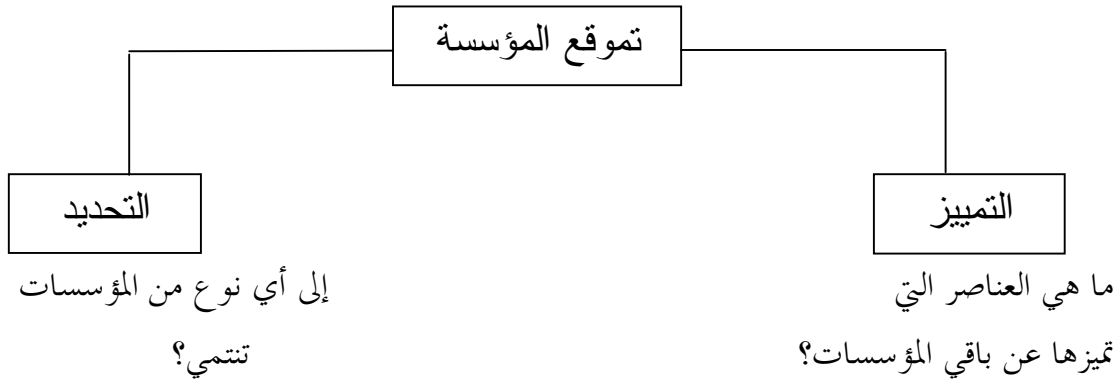 تموقع المؤسسة
التمييز
ما هي العناصر التي
تميزها عن باقي المؤسسات؟
التحديد
إلى أي نوع من المؤسسات
تنتمي؟